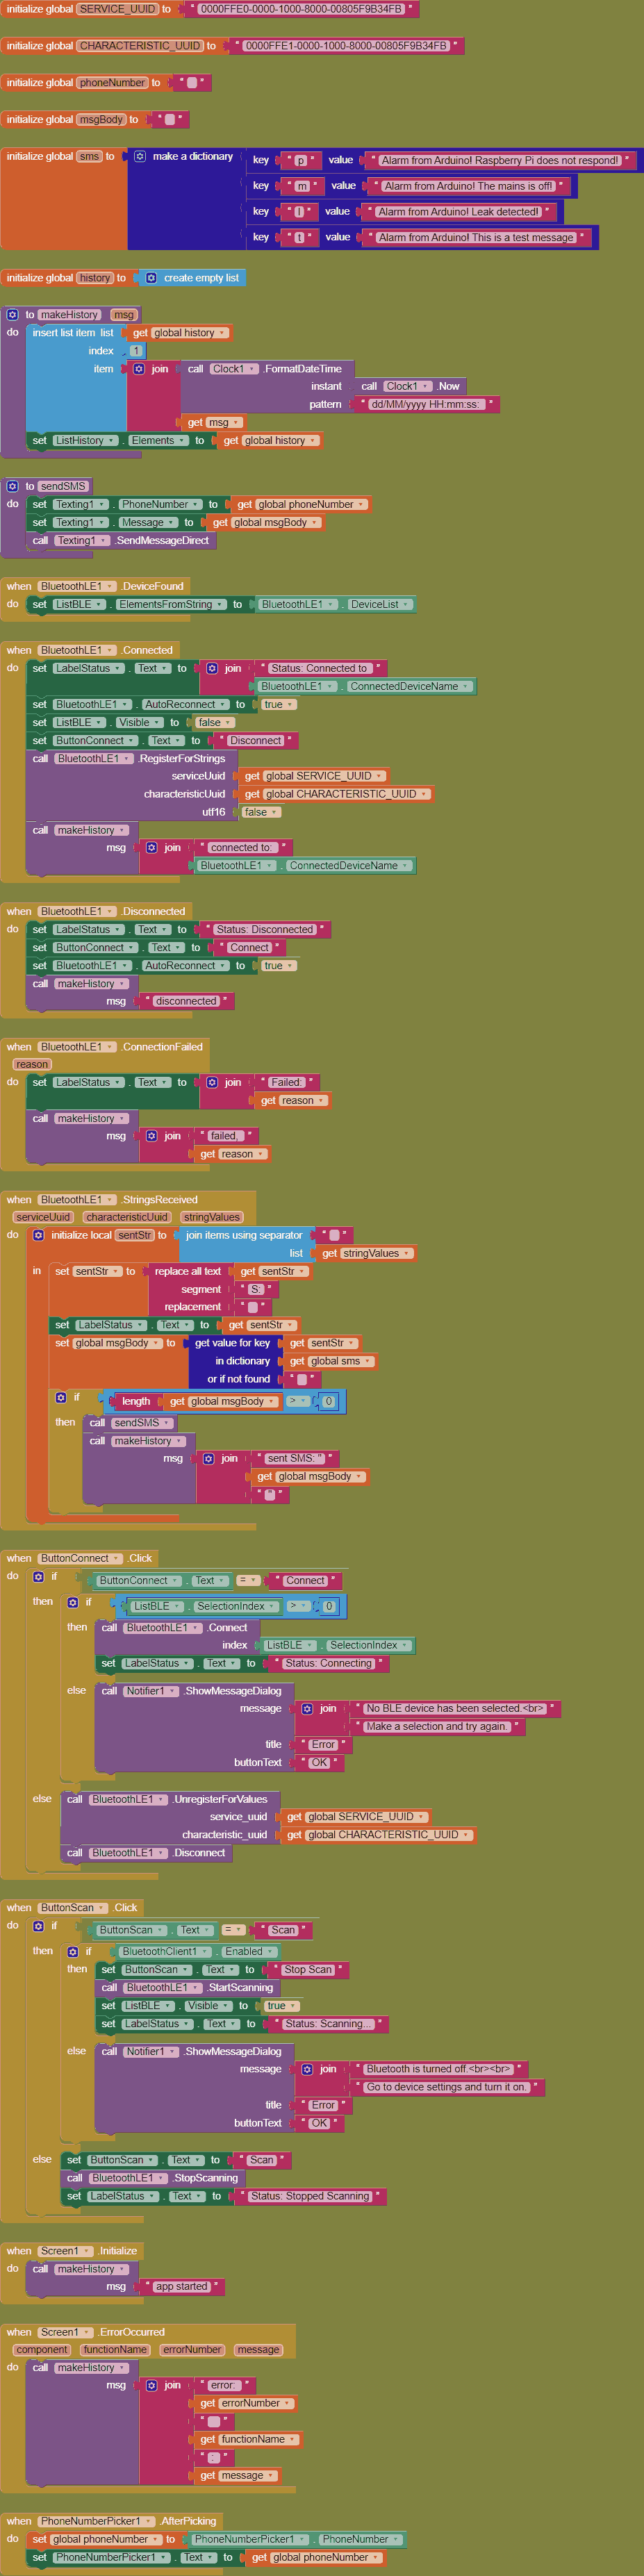 initialize global SERVICE_UUID to " 0000FFE0-0000-1000-8000-00805F9B34FB "
initialize global CHARACTERISTIC_UUID to " 0000FFE1-0000-1000-8000-00805F9B34FB "
initialize global phoneNumber to " "
initialize global msgBody to " "
initialize global sms to make a dictionary key " p " value " Alarm from Arduino! Raspberry Pi does not respond! "
key " m " value " Alarm from Arduino! The mains is off! "
key " l " value " Alarm from Arduino! Leak detected! "
key " t " value " Alarm from Arduino! This is a test message "
initialize global history to create empty list
to makeHistory msg
do insert list item list get global history
index 1
item join call Clock1 .FormatDateTime
instant call Clock1 .Now
pattern " dd/MM/yyyy HH:mm:ss: "
get msg
set ListHistory . Elements to get global history
to sendSMS
do set Texting1 . PhoneNumber to get global phoneNumber
set Texting1 . Message to get global msgBody
call Texting1 .SendMessageDirect
when BluetoothLE1 .DeviceFound
do set ListBLE . ElementsFromString to BluetoothLE1 . DeviceList
when BluetoothLE1 .Connected
do set LabelStatus . Text to join " Status: Connected to "
BluetoothLE1 . ConnectedDeviceName
set BluetoothLE1 . AutoReconnect to true
set ListBLE . Visible to false
set ButtonConnect . Text to " Disconnect "
call BluetoothLE1 .RegisterForStrings
serviceUuid get global SERVICE_UUID
characteristicUuid get global CHARACTERISTIC_UUID
utf16 false
call makeHistory
msg join " connected to: "
BluetoothLE1 . ConnectedDeviceName
when BluetoothLE1 .Disconnected
do set LabelStatus . Text to " Status: Disconnected "
set ButtonConnect . Text to " Connect "
set BluetoothLE1 . AutoReconnect to true
call makeHistory
msg " disconnected "
when BluetoothLE1 .ConnectionFailed
reason
do set LabelStatus . Text to join " Failed: "
get reason
call makeHistory
msg join " failed, "
get reason
when BluetoothLE1 .StringsReceived
serviceUuid characteristicUuid stringValues
do initialize local sentStr to join items using separator " "
list get stringValues
in set sentStr to replace all text get sentStr
segment " S: "
replacement " "
set LabelStatus . Text to get sentStr
set global msgBody to get value for key get sentStr
in dictionary get global sms
or if not found " "
if length get global msgBody > 0
then call sendSMS
call makeHistory
msg join " sent SMS: " "
get global msgBody
" " "
when ButtonConnect .Click
do if ButtonConnect . Text = " Connect "
then if ListBLE . SelectionIndex > 0
then call BluetoothLE1 .Connect
index ListBLE . SelectionIndex
set LabelStatus . Text to " Status: Connecting "
else call Notifier1 .ShowMessageDialog
message join " No BLE device has been selected.<br> "
" Make a selection and try again. "
title " Error "
buttonText " OK "
else call BluetoothLE1 .UnregisterForValues
service_uuid get global SERVICE_UUID
characteristic_uuid get global CHARACTERISTIC_UUID
call BluetoothLE1 .Disconnect
when ButtonScan .Click
do if ButtonScan . Text = " Scan "
then if BluetoothClient1 . Enabled
then set ButtonScan . Text to " Stop Scan "
call BluetoothLE1 .StartScanning
set ListBLE . Visible to true
set LabelStatus . Text to " Status: Scanning... "
else call Notifier1 .ShowMessageDialog
message join " Bluetooth is turned off.<br><br> "
" Go to device settings and turn it on. "
title " Error "
buttonText " OK "
else set ButtonScan . Text to " Scan "
call BluetoothLE1 .StopScanning
set LabelStatus . Text to " Status: Stopped Scanning "
when Screen1 .Initialize
do call makeHistory
msg " app started "
when Screen1 .ErrorOccurred
component functionName errorNumber message
do call makeHistory
msg join " error: "
get errorNumber
" "
get functionName
" : "
get message
when PhoneNumberPicker1 .AfterPicking
do set global phoneNumber to PhoneNumberPicker1 . PhoneNumber
set PhoneNumberPicker1 . Text to get global phoneNumber